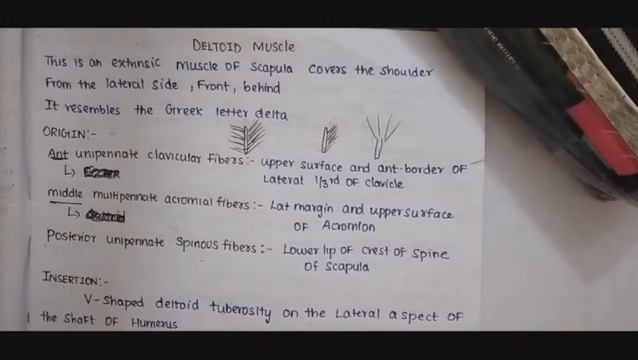 DELTOID MUSCLE
This is an extrinsic muscle OF Scapula covers the shoulder
From the lateral side, Front, behind
It resembles the Greek letter delta
ORIGIN:-
Ant unipennate clavicular fibers:- upper surface and ant-border OF
Lateral 1/3rd OF clavicle
middle multipennate acromial fibers:- Lat margin and upper surface
OF Acromion
Posterior unipennate spinous fibers:- Lower lip OF crest OF spine
OF Scapula
INSERTION:-
V-shaped deltoid tuberosity on the Lateral aspect OF
the shaft OF Humerus